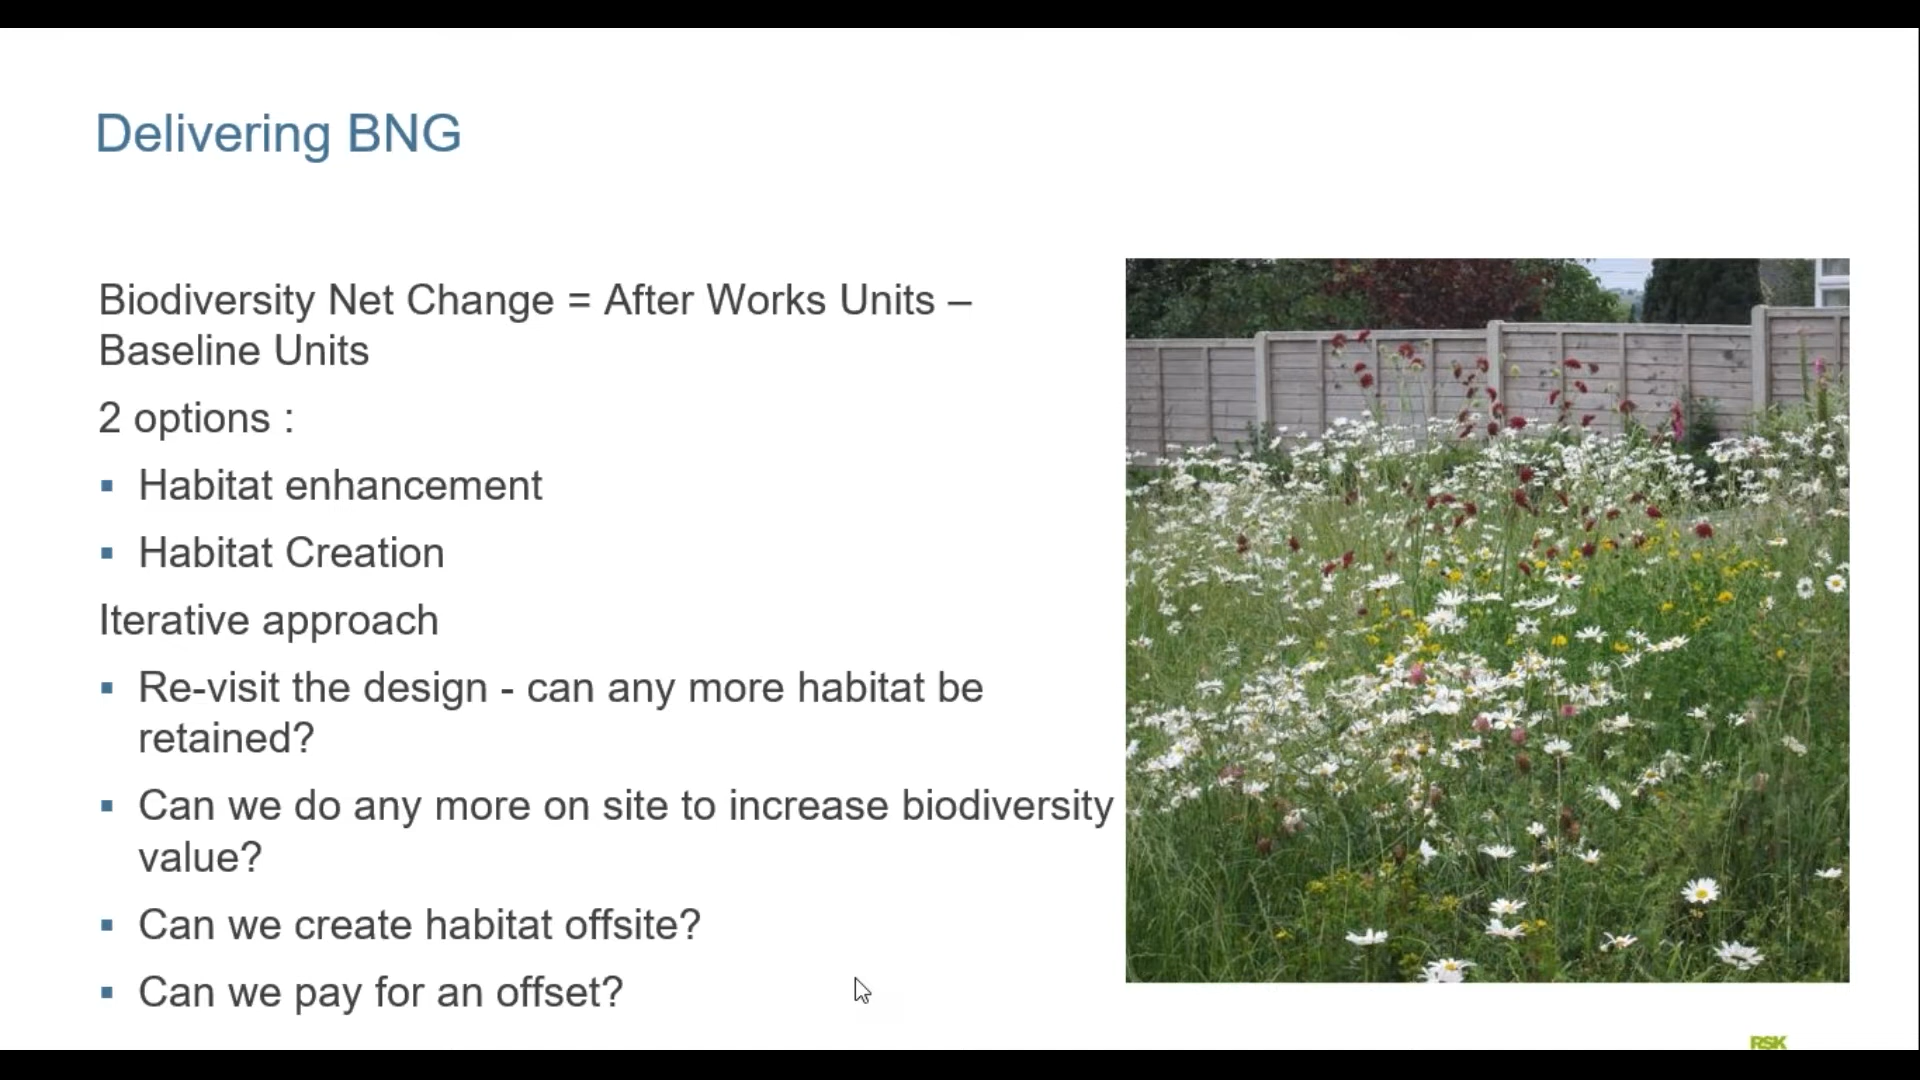 Delivering BNG
Biodiversity Net Change = After Works Units –
Baseline Units
2 options :
▪ Habitat enhancement
▪ Habitat Creation
Iterative approach
▪ Re-visit the design - can any more habitat be
retained?
▪ Can we do any more on site to increase biodiversity
value?
▪ Can we create habitat offsite?
▪ Can we pay for an offset?
RSK